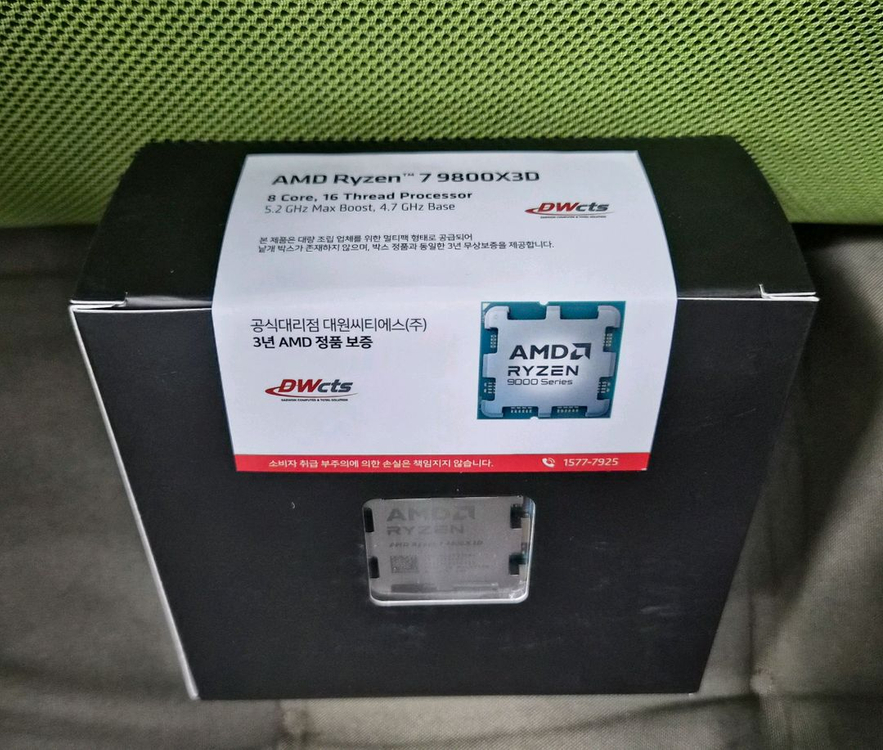 AMD Ryzen™ 7 9800X3D
8 Core, 16 Thread Processor
5.2 GHz Max Boost, 4.7 GHz Base
DWcts
본 제품은 대량 조립 업체를 위한 멀티팩 형태로 공급되어
낱개 박스가 존재하지 않으며, 박스 정품과 동일한 3년 무상보증을 제공합니다.
공식대리점 대원씨티에스(주)
3년 AMD 정품 보증
AMD
RYZEN
9000 Series
DWcts
소비자 취급 부주의에 의한 손실은 책임지지 않습니다.
1577-7925
AMD
RYZEN